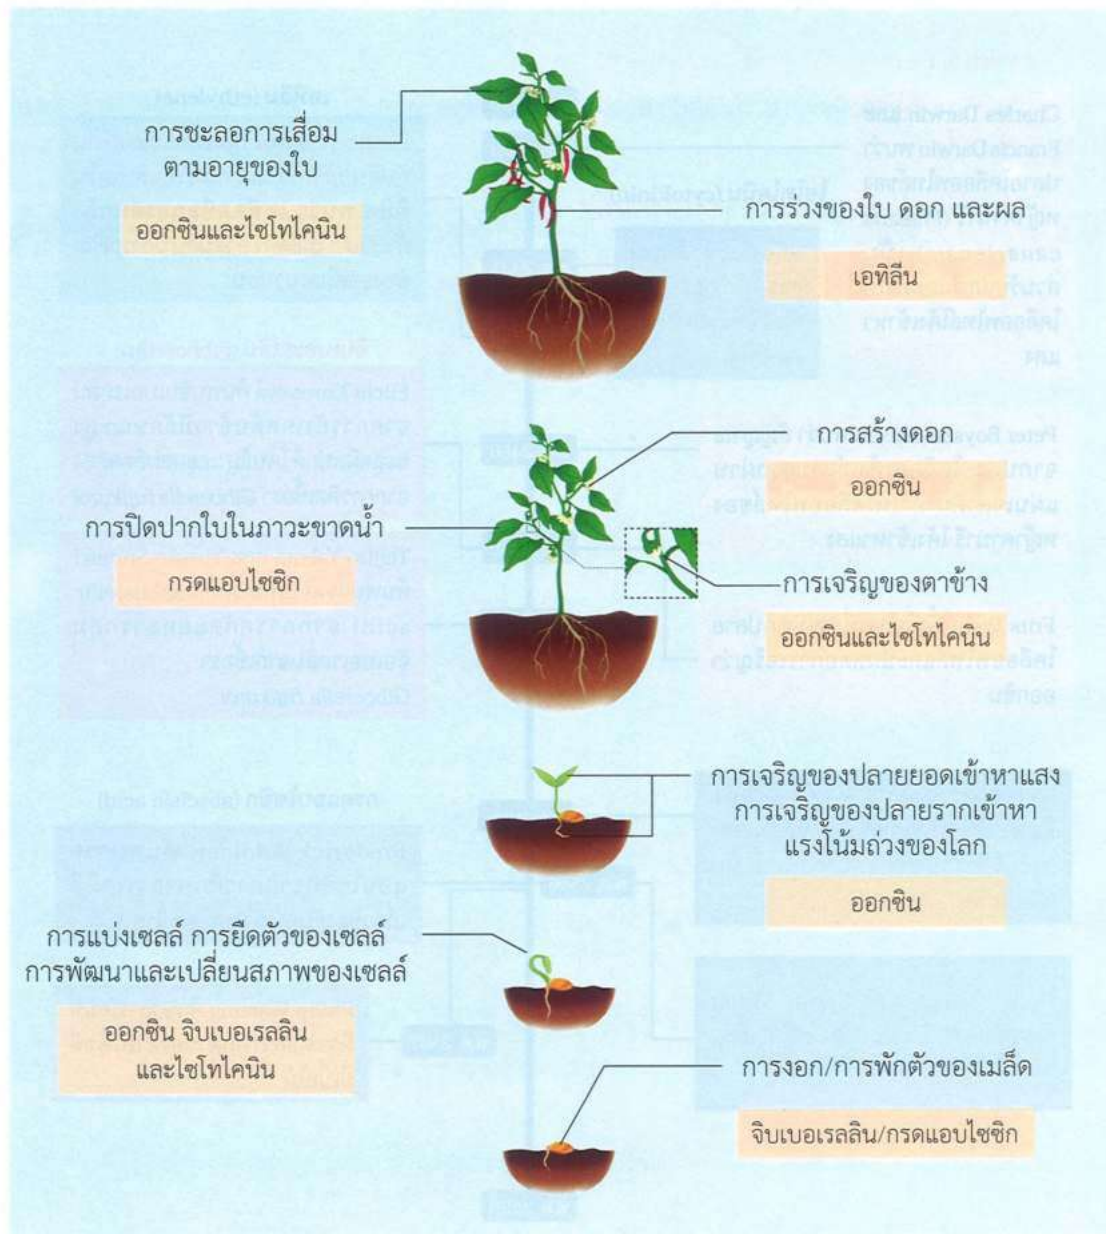 การชะลอการเสื่อม
ตามอายุของใบ
ออกซินและไซโทไคนิน
การร่วงของใบ ดอก และผล
เอทิลีน
การสร้างดอก
ออกซิน
การปิดปากใบในภาวะขาดน้ำ
กรดแอบไซซิก
การเจริญของตาข้าง
ออกซินและไซโทไคนิน
การเจริญของปลายยอดเข้าหาแสง
การเจริญของปลายรากเข้าหา
แรงโน้มถ่วงของโลก
ออกซิน
การแบ่งเซลล์ การยืดตัวของเซลล์
การพัฒนาและเปลี่ยนสภาพของเซลล์
ออกซิน จิบเบอเรลลิน
และไซโทไคนิน
การงอก/การพักตัวของเมล็ด
จิบเบอเรลลิน/กรดแอบไซซิก